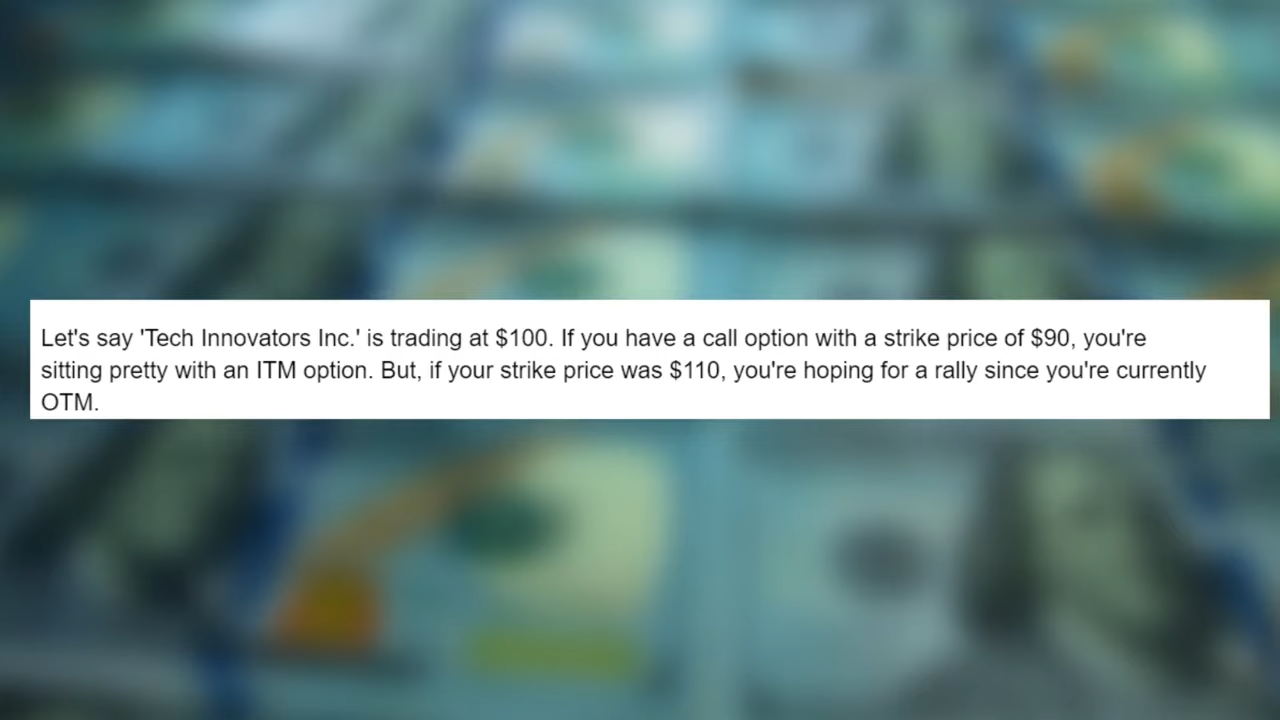 Let's say 'Tech Innovators Inc.' is trading at $100. If you have a call option with a strike price of $90, you're
sitting pretty with an ITM option. But, if your strike price was $110, you're hoping for a rally since you're currently
OTM.